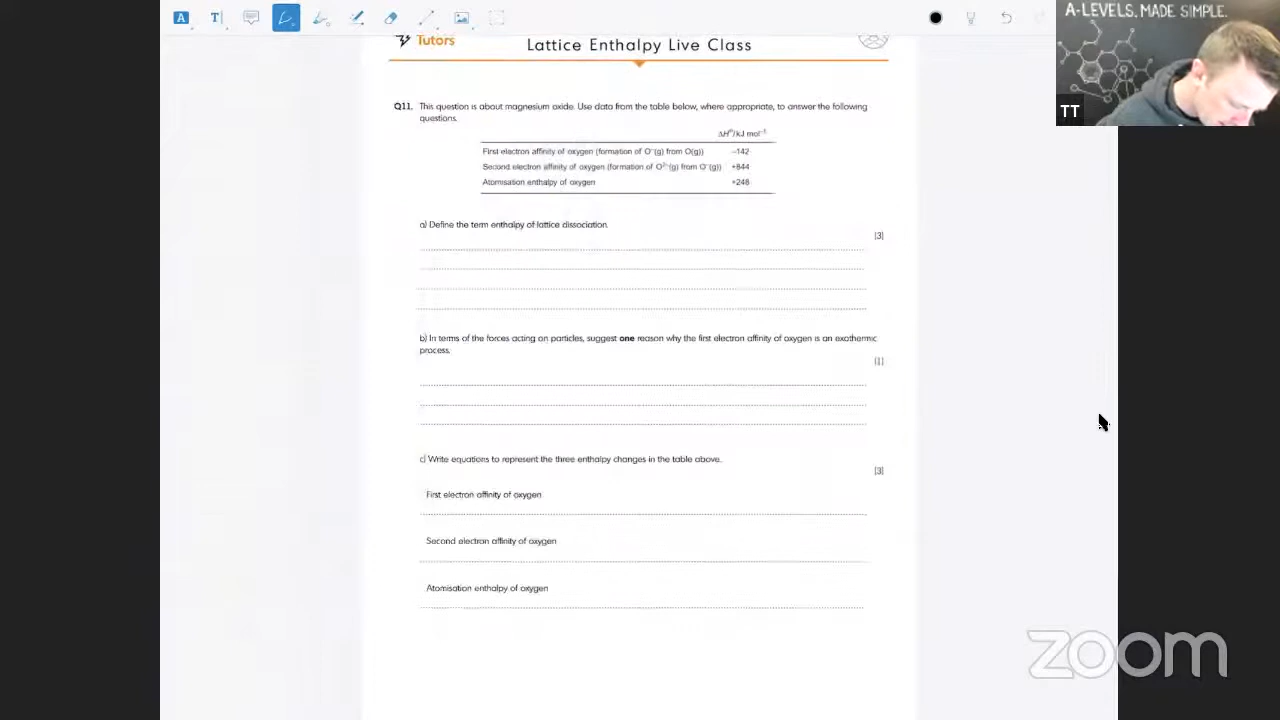 A
T
A-LEVELS. MADE SIMPLE.
Tutors
Lattice Enthalpy Live Class
TT
Q11. This question is about magnesium oxide. Use data from the table below, where appropriate, to answer the following
questions.
ΔH⁰/kJ mol⁻¹
First electron affinity of oxygen (formation of O⁻(g) from O(g)) –142
Second electron affinity of oxygen (formation of O²⁻(g) from O⁻(g)) +844
Atomisation enthalpy of oxygen +248
a) Define the term enthalpy of lattice dissociation.
[3]
b) In terms of the forces acting on particles, suggest one reason why the first electron affinity of oxygen is an exothermic
process.
[1]
c) Write equations to represent the three enthalpy changes in the table above.
[3]
First electron affinity of oxygen
Second electron affinity of oxygen
Atomisation enthalpy of oxygen
zoom